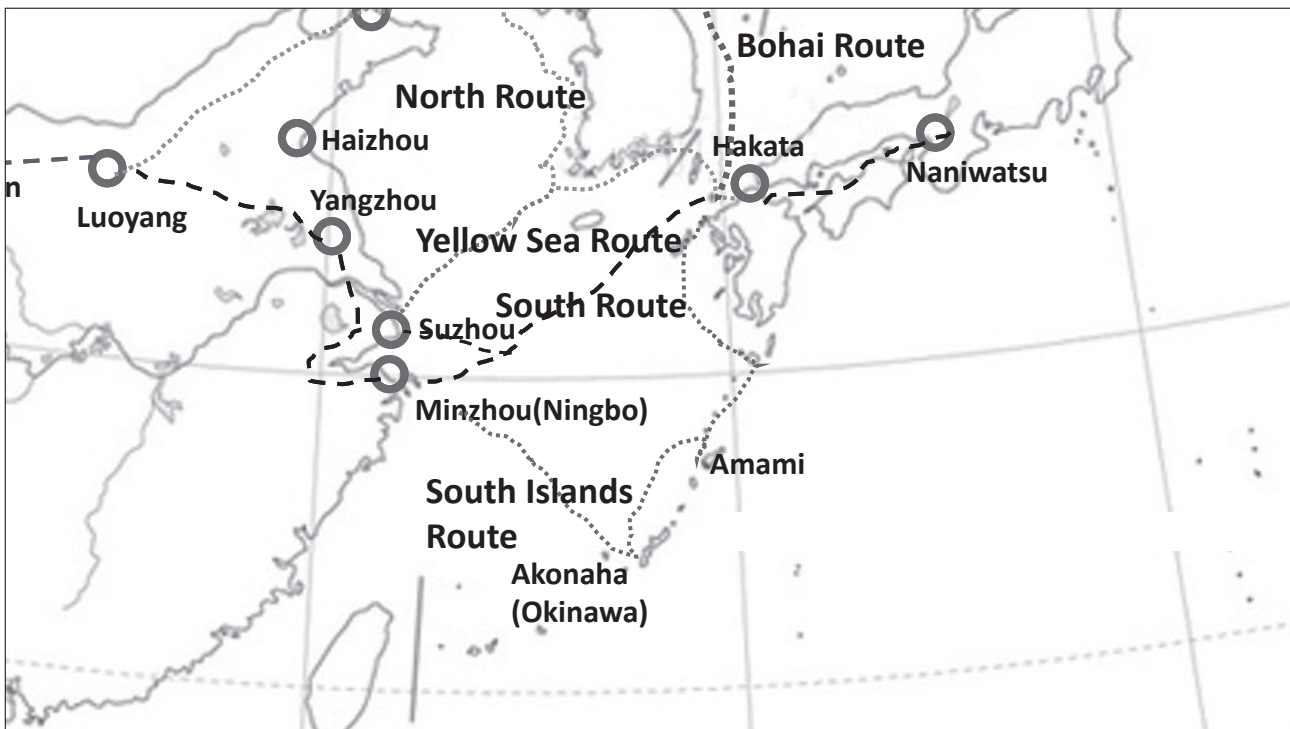 Bohai Route
North Route
Haizhou
Hakata
Naniwatsu
n
Luoyang
Yangzhou
Yellow Sea Route
South Route
Suzhou
Minzhou(Ningbo)
Amami
South Islands
Route
Akonaha
(Okinawa)